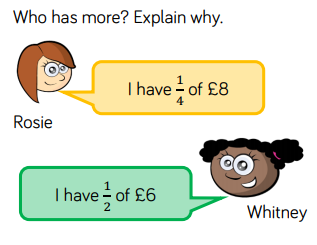 Who has more? Explain why.
I have 1/4 of £8
Rosie
I have 1/2 of £6
Whitney